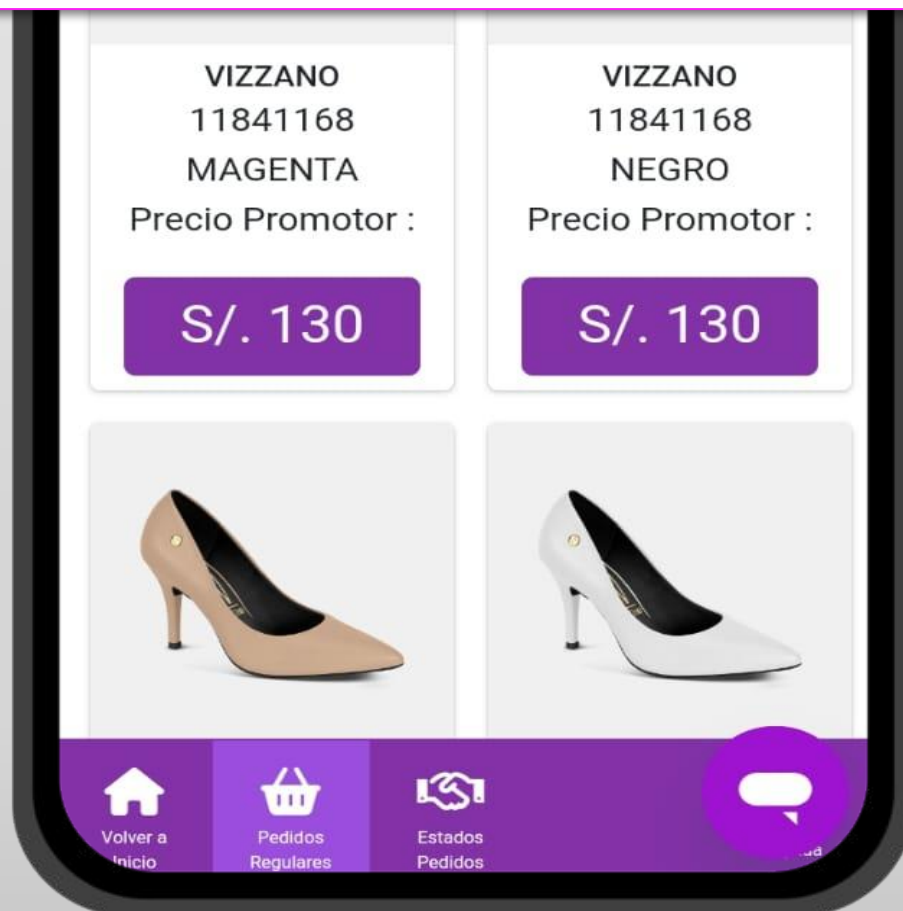 VIZZANO
11841168
MAGENTA
Precio Promotor :
S/. 130
VIZZANO
11841168
NEGRO
Precio Promotor :
S/. 130
Volver a
Inicio
Pedidos
Regulares
Estados
Pedidos